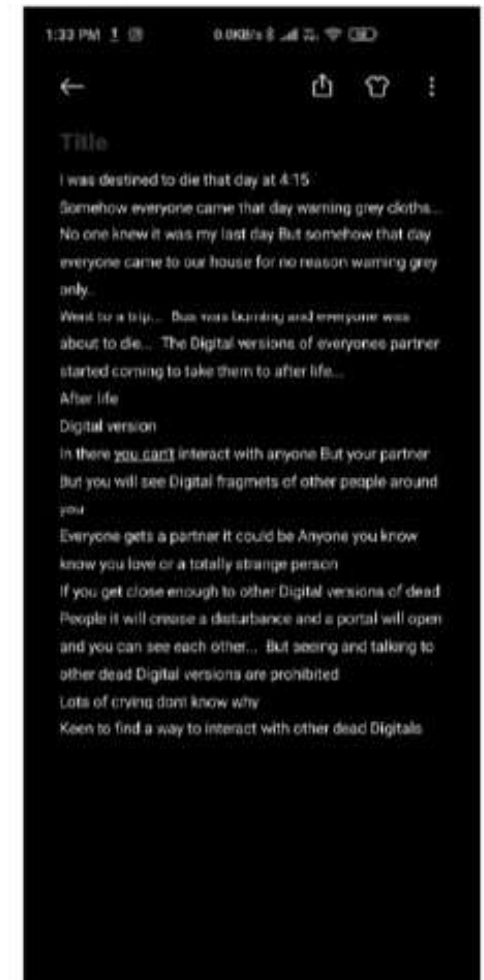 1:33 PM
0.0KB/s
Title
I was destined to die that day at 4:15
Somehow everyone came that day warning grey cloths...
No one knew it was my last day But somehow that day
everyone came to our house for no reason warning grey
only.
Went to a trip... Bus was burning and everyone was
about to die... The Digital versions of everyones partner
started coming to take them to after life...
After life
Digital version
In there you can't interact with anyone But your partner
But you will see Digital fragmets of other people around
you
Everyone gets a partner it could be Anyone you know
know you love or a totally strange person
If you get close enough to other Digital versions of dead
People it will crease a disturbance and a portal will open
and you can see each other... But seeing and talking to
other dead Digital versions are prohibited
Lots of crying dont know why
Keen to find a way to interact with other dead Digitals